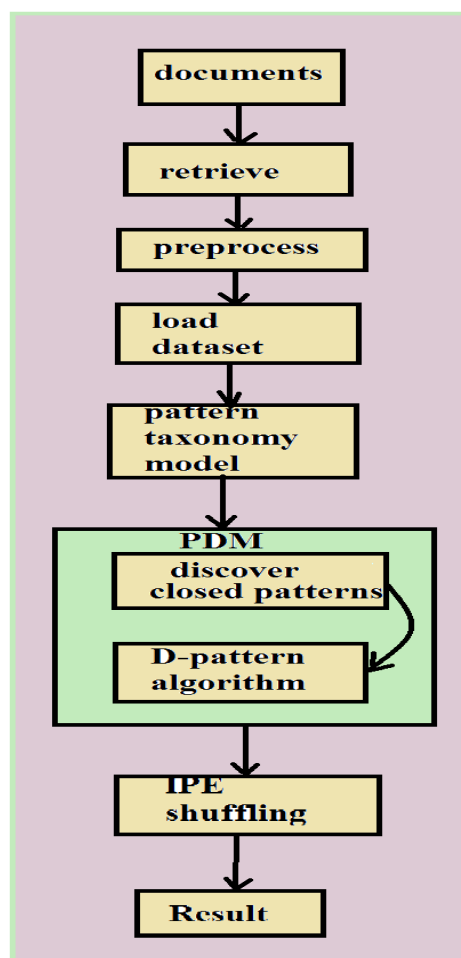 documents
retrieve
preprocess
load
dataset
pattern
taxonomy
model
PDM
discover
closed patterns
D-pattern
algorithm
IPE
shuffling
Result